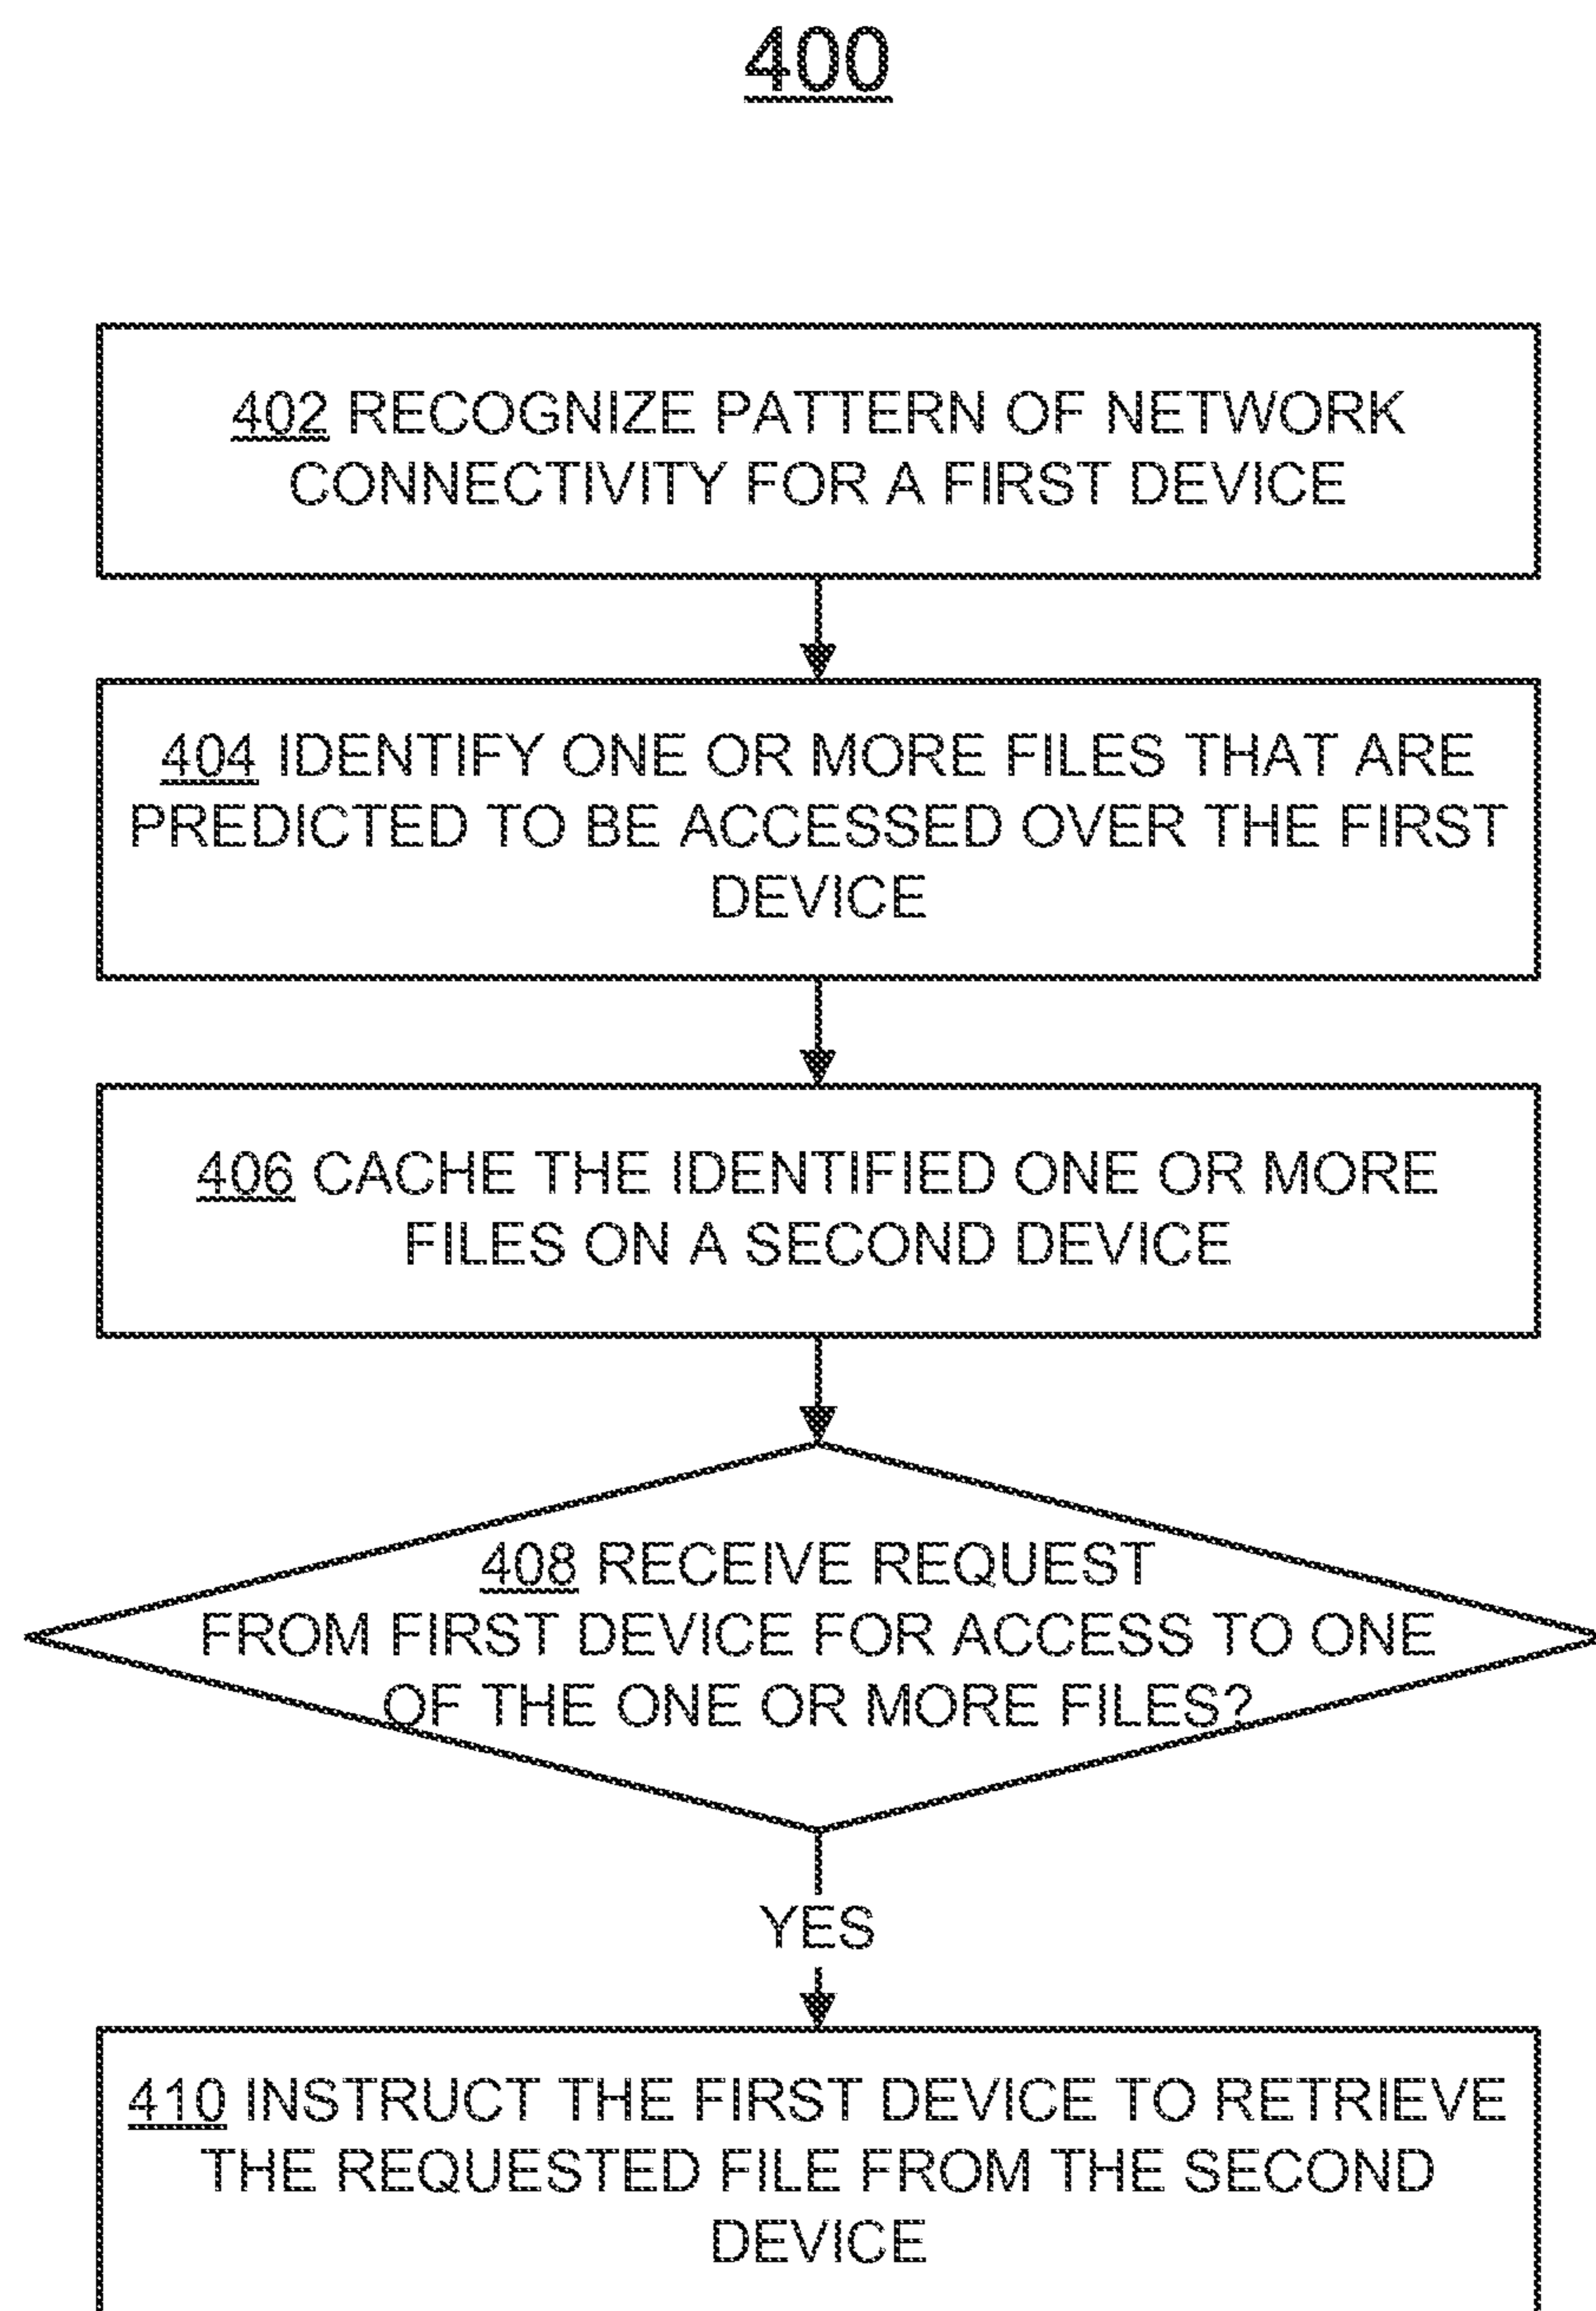 400
402 RECOGNIZE PATTERN OF NETWORK
CONNECTIVITY FOR A FIRST DEVICE
404 IDENTIFY ONE OR MORE FILES THAT ARE
PREDICTED TO BE ACCESSED OVER THE FIRST
DEVICE
406 CACHE THE IDENTIFIED ONE OR MORE
FILES ON A SECOND DEVICE
408 RECEIVE REQUEST
FROM FIRST DEVICE FOR ACCESS TO ONE
OF THE ONE OR MORE FILES?
YES
410 INSTRUCT THE FIRST DEVICE TO RETRIEVE
THE REQUESTED FILE FROM THE SECOND
DEVICE